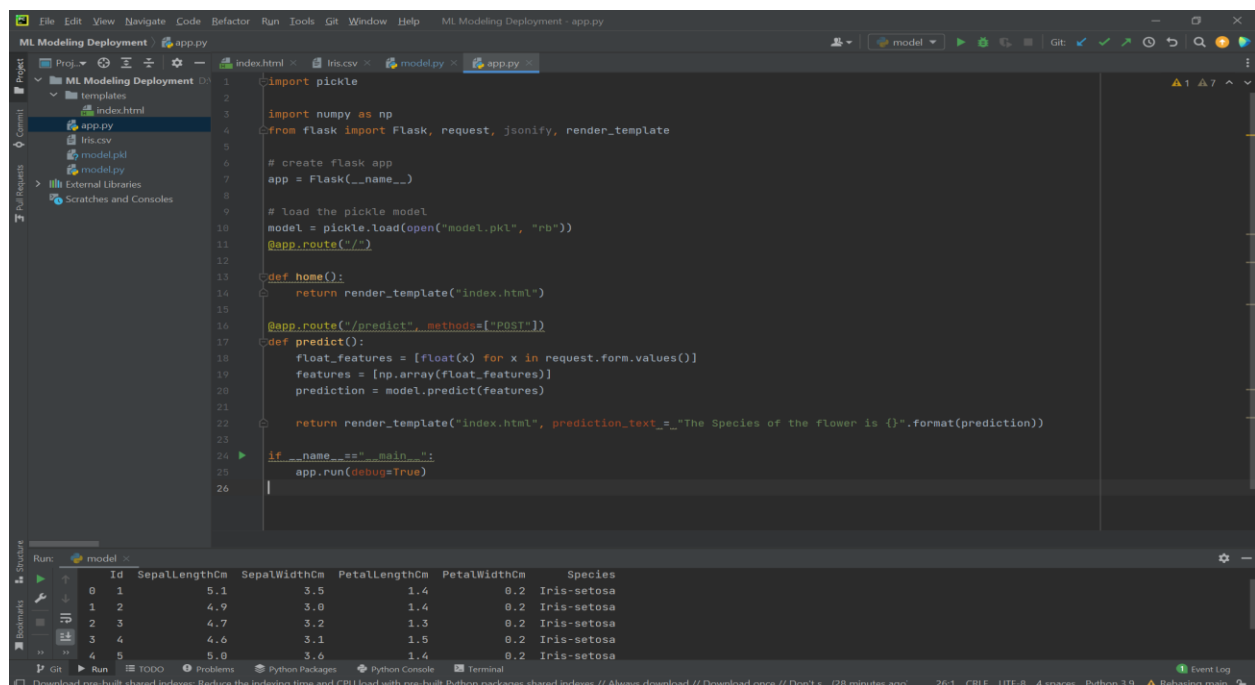 File Edit View Navigate Code Refactor Run Tools Git Window Help ML Modeling Deployment - app.py
ML Modeling Deployment app.py model Git:
Proj... index.html Iris.csv model.py app.py
Project
Commit
Pull Requests
ML Modeling Deployment D:\
templates
index.html
app.py
Iris.csv
model.pkl
model.py
External Libraries
Scratches and Consoles
1 7
1 import pickle
2
3 import numpy as np
4 from flask import Flask, request, jsonify, render_template
5
6 # create flask app
7 app = Flask(__name__)
8
9 # load the pickle model
10 model = pickle.load(open("model.pkl", "rb"))
11 @app.route("/")
12
13 def home():
14 return render_template("index.html")
15
16 @app.route("/predict", methods=["POST"])
17 def predict():
18 float_features = [float(x) for x in request.form.values()]
19 features = [np.array(float_features)]
20 prediction = model.predict(features)
21
22 return render_template("index.html", prediction_text = "The Species of the flower is {}".format(prediction))
23
24 if __name__=="__main__":
25 app.run(debug=True)
26
Structure
Bookmarks
Run: model
Id SepalLengthCm SepalWidthCm PetalLengthCm PetalWidthCm Species
0 1 5.1 3.5 1.4 0.2 Iris-setosa
1 2 4.9 3.0 1.4 0.2 Iris-setosa
2 3 4.7 3.2 1.3 0.2 Iris-setosa
3 4 4.6 3.1 1.5 0.2 Iris-setosa
4 5 5.0 3.6 1.4 0.2 Iris-setosa
Git Run TODO Problems Python Packages Python Console Terminal 1 Event Log
Download pre-built shared indexes: Reduce the indexing time and CPU load with pre-built Python packages shared indexes // Always download // Download once // Don't s... (28 minutes ago) 26:1 CRLF UTF-8 4 spaces Python 3.9 Rebasing main